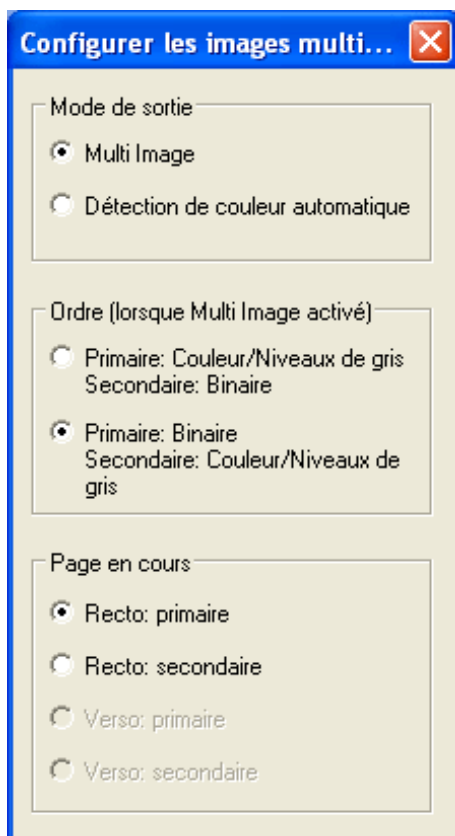 Configurer les images multi...
Mode de sortie
Multi Image
Détection de couleur automatique
Ordre (lorsque Multi Image activé)
Primaire: Couleur/Niveaux de gris
Secondaire: Binaire
Primaire: Binaire
Secondaire: Couleur/Niveaux de
gris
Page en cours
Recto: primaire
Recto: secondaire
Verso: primaire
Verso: secondaire